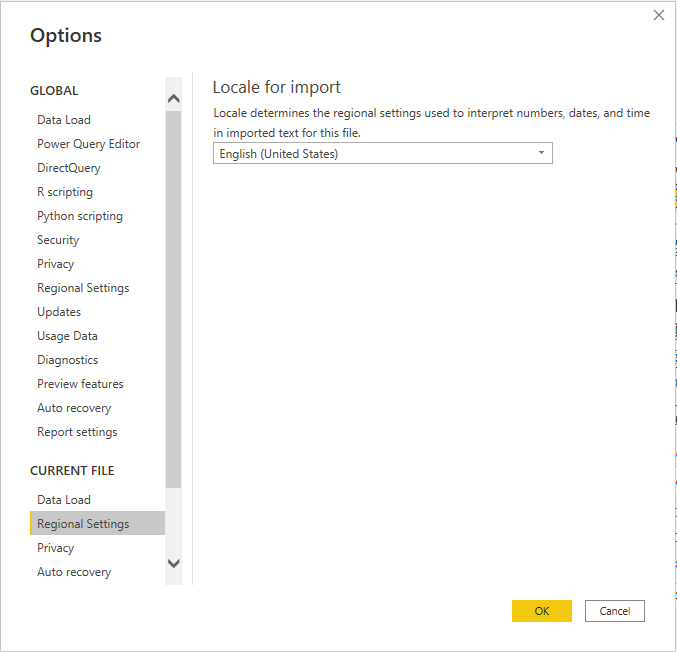 Options
GLOBAL
Data Load
Power Query Editor
DirectQuery
R scripting
Python scripting
Security
Privacy
Regional Settings
Updates
Usage Data
Diagnostics
Preview features
Auto recovery
Report settings
CURRENT FILE
Data Load
Regional Settings
Privacy
Auto recovery
Locale for import
Locale determines the regional settings used to interpret numbers, dates, and time
in imported text for this file.
English (United States)
OK
Cancel